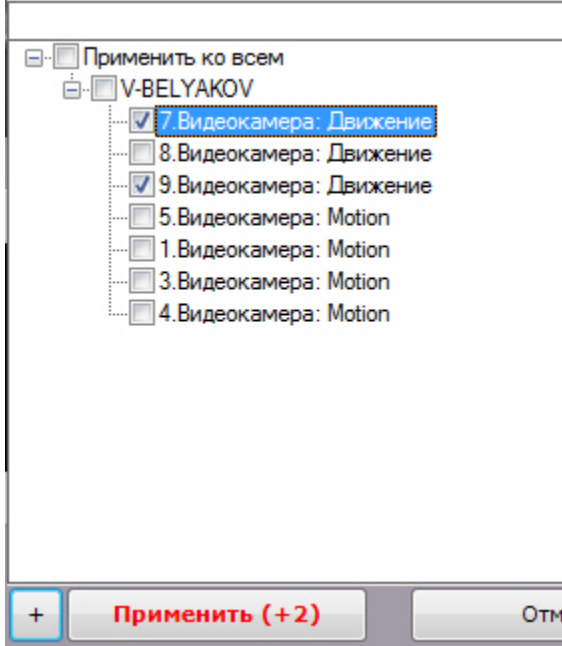 Применить ко всем
V-BELYAKOV
7.Видеокамера: Движение
8.Видеокамера: Движение
9.Видеокамера: Движение
5.Видеокамера: Motion
1.Видеокамера: Motion
3.Видеокамера: Motion
4.Видеокамера: Motion
+ Применить (+2) Отм